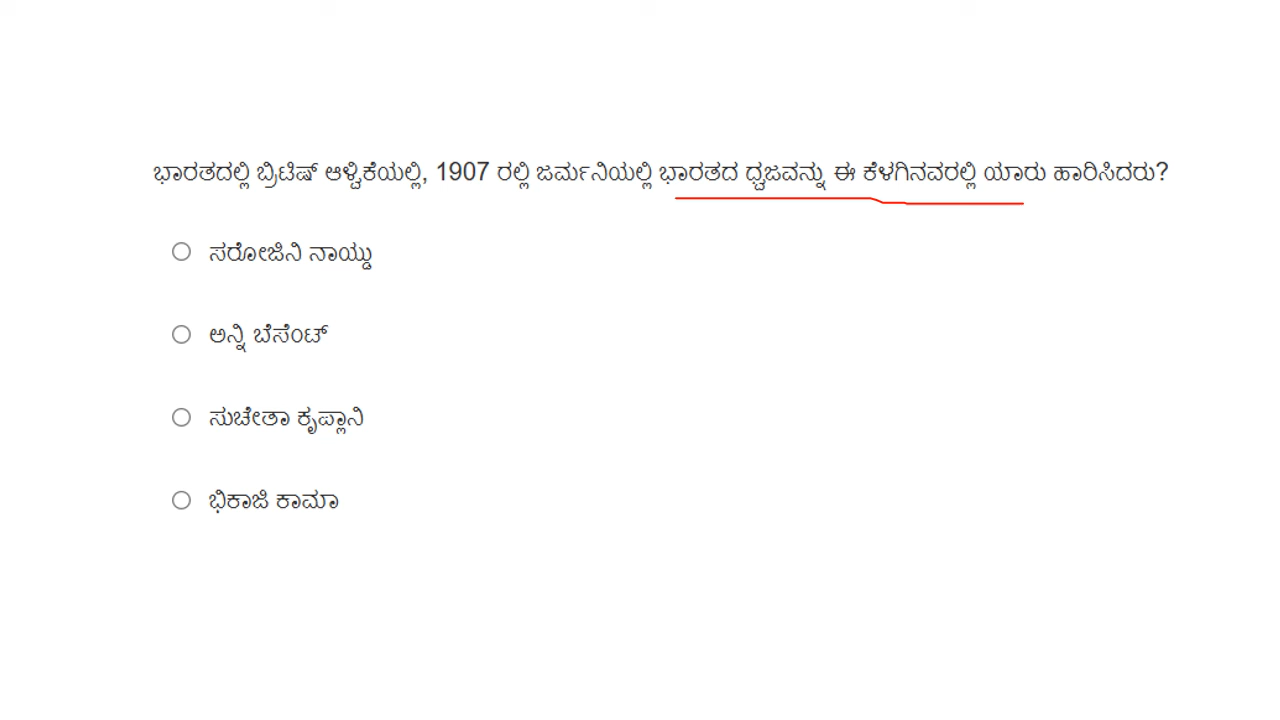 ಭಾರತದಲ್ಲಿ ಬ್ರಿಟಿಷ್ ಆಳ್ವಿಕೆಯಲ್ಲಿ, 1907 ರಲ್ಲಿ ಜರ್ಮನಿಯಲ್ಲಿ ಭಾರತದ ಧ್ವಜವನ್ನು ಈ ಕೆಳಗಿನವರಲ್ಲಿ ಯಾರು ಹಾರಿಸಿದರು?
ಸರೋಜಿನಿ ನಾಯ್ಡು
ಅನ್ನಿ ಬೆಸೆಂಟ್
ಸುಚೇತಾ ಕೃಪ್ಲಾನಿ
ಭಿಕಾಜಿ ಕಾಮಾ